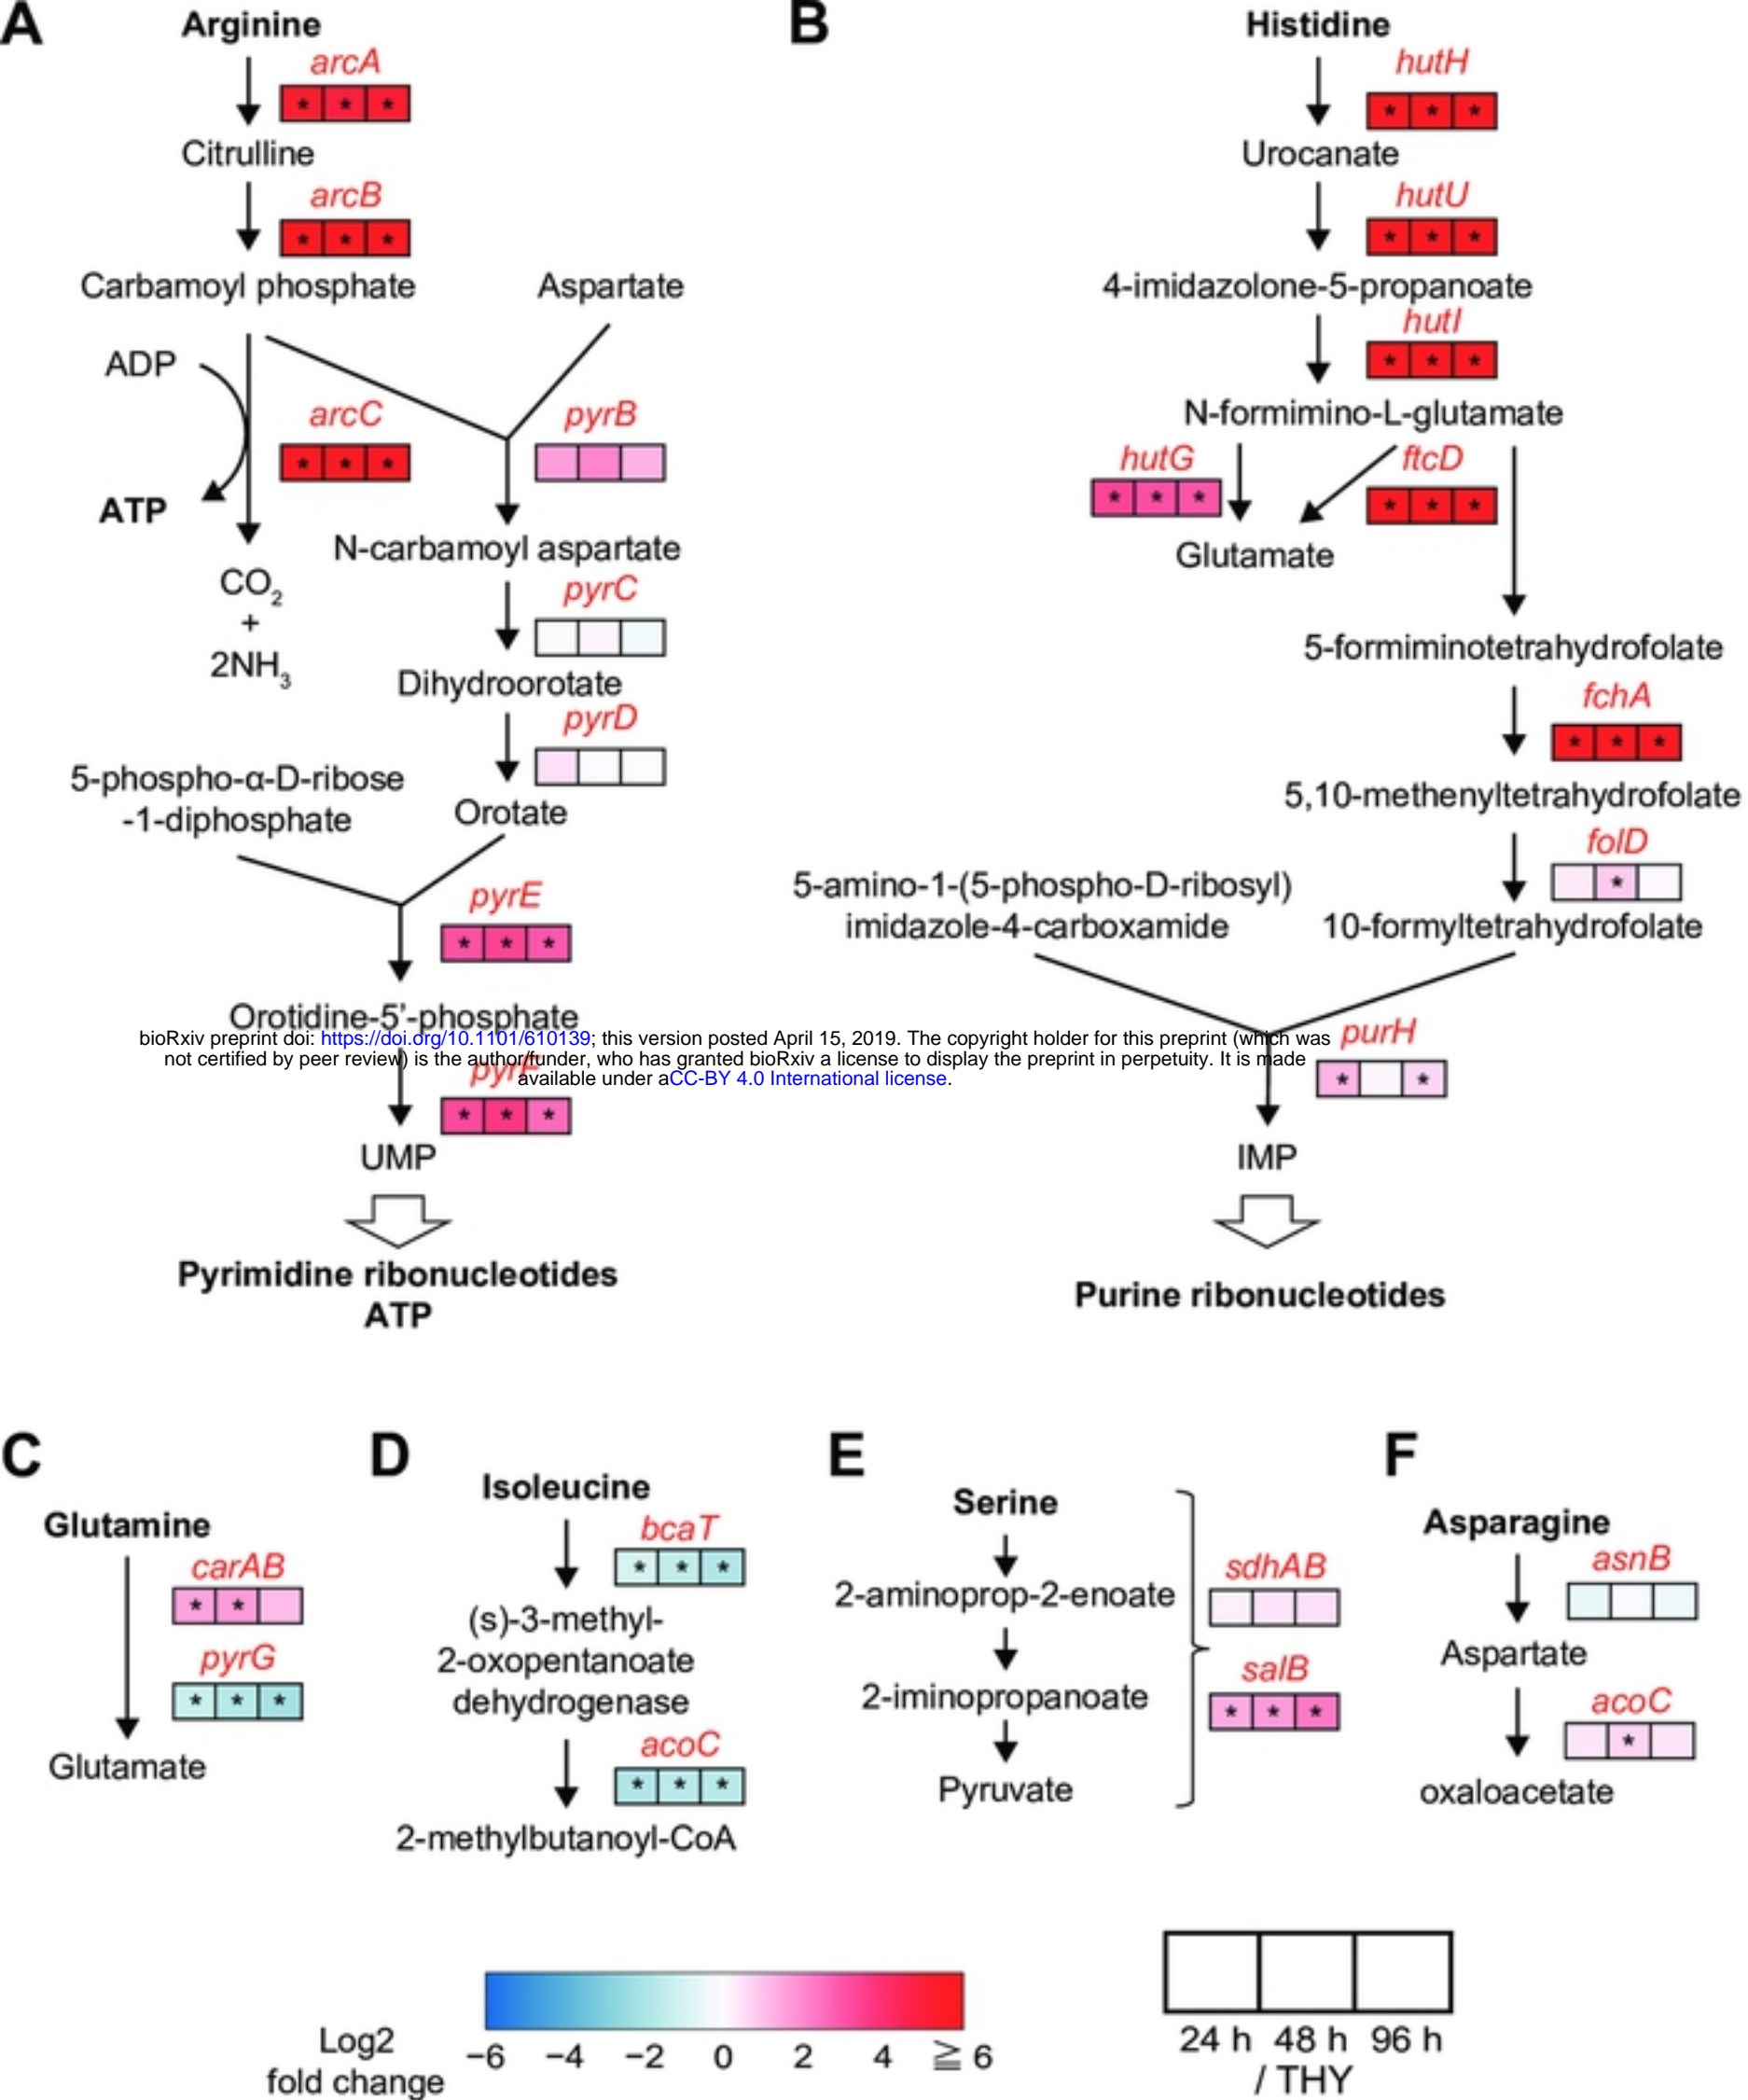 A
Arginine
arcA
* * *
Citrulline
arcB
* * *
Carbamoyl phosphate
Aspartate
ADP
arcC
* * *
pyrB
ATP
N-carbamoyl aspartate
CO2
+
2NH3
pyrC
Dihydroorotate
pyrD
5-phospho-α-D-ribose
-1-diphosphate
Orotate
pyrE
* * *
Orotidine-5'-phosphate
pyrF
* * *
UMP
Pyrimidine ribonucleotides
ATP
B
Histidine
hutH
* * *
Urocanate
hutU
* * *
4-imidazolone-5-propanoate
hutI
* * *
N-formimino-L-glutamate
hutG
* * *
ftcD
* * *
Glutamate
5-formiminotetrahydrofolate
fchA
* * *
5,10-methenyltetrahydrofolate
folD
*
5-amino-1-(5-phospho-D-ribosyl)
imidazole-4-carboxamide
10-formyltetrahydrofolate
purH
* *
IMP
Purine ribonucleotides
bioRxiv preprint doi: https://doi.org/10.1101/610139; this version posted April 15, 2019. The copyright holder for this preprint (which was
not certified by peer review) is the author/funder, who has granted bioRxiv a license to display the preprint in perpetuity. It is made
available under aCC-BY 4.0 International license.
C
Glutamine
carAB
* *
pyrG
* * *
Glutamate
D
Isoleucine
bcaT
* * *
(s)-3-methyl-
2-oxopentanoate
dehydrogenase
acoC
* * *
2-methylbutanoyl-CoA
E
Serine
2-aminoprop-2-enoate
sdhAB
2-iminopropanoate
salB
* * *
Pyruvate
F
Asparagine
asnB
Aspartate
acoC
*
oxaloacetate
Log2
fold change
−6 −4 −2 0 2 4 ≧ 6
24 h 48 h 96 h
/ THY